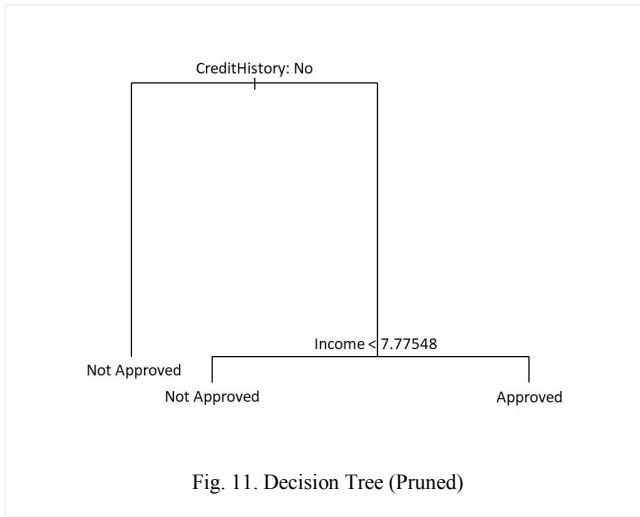 CreditHistory: No
Income < 7.77548
Not Approved
Not Approved
Approved
Fig. 11. Decision Tree (Pruned)